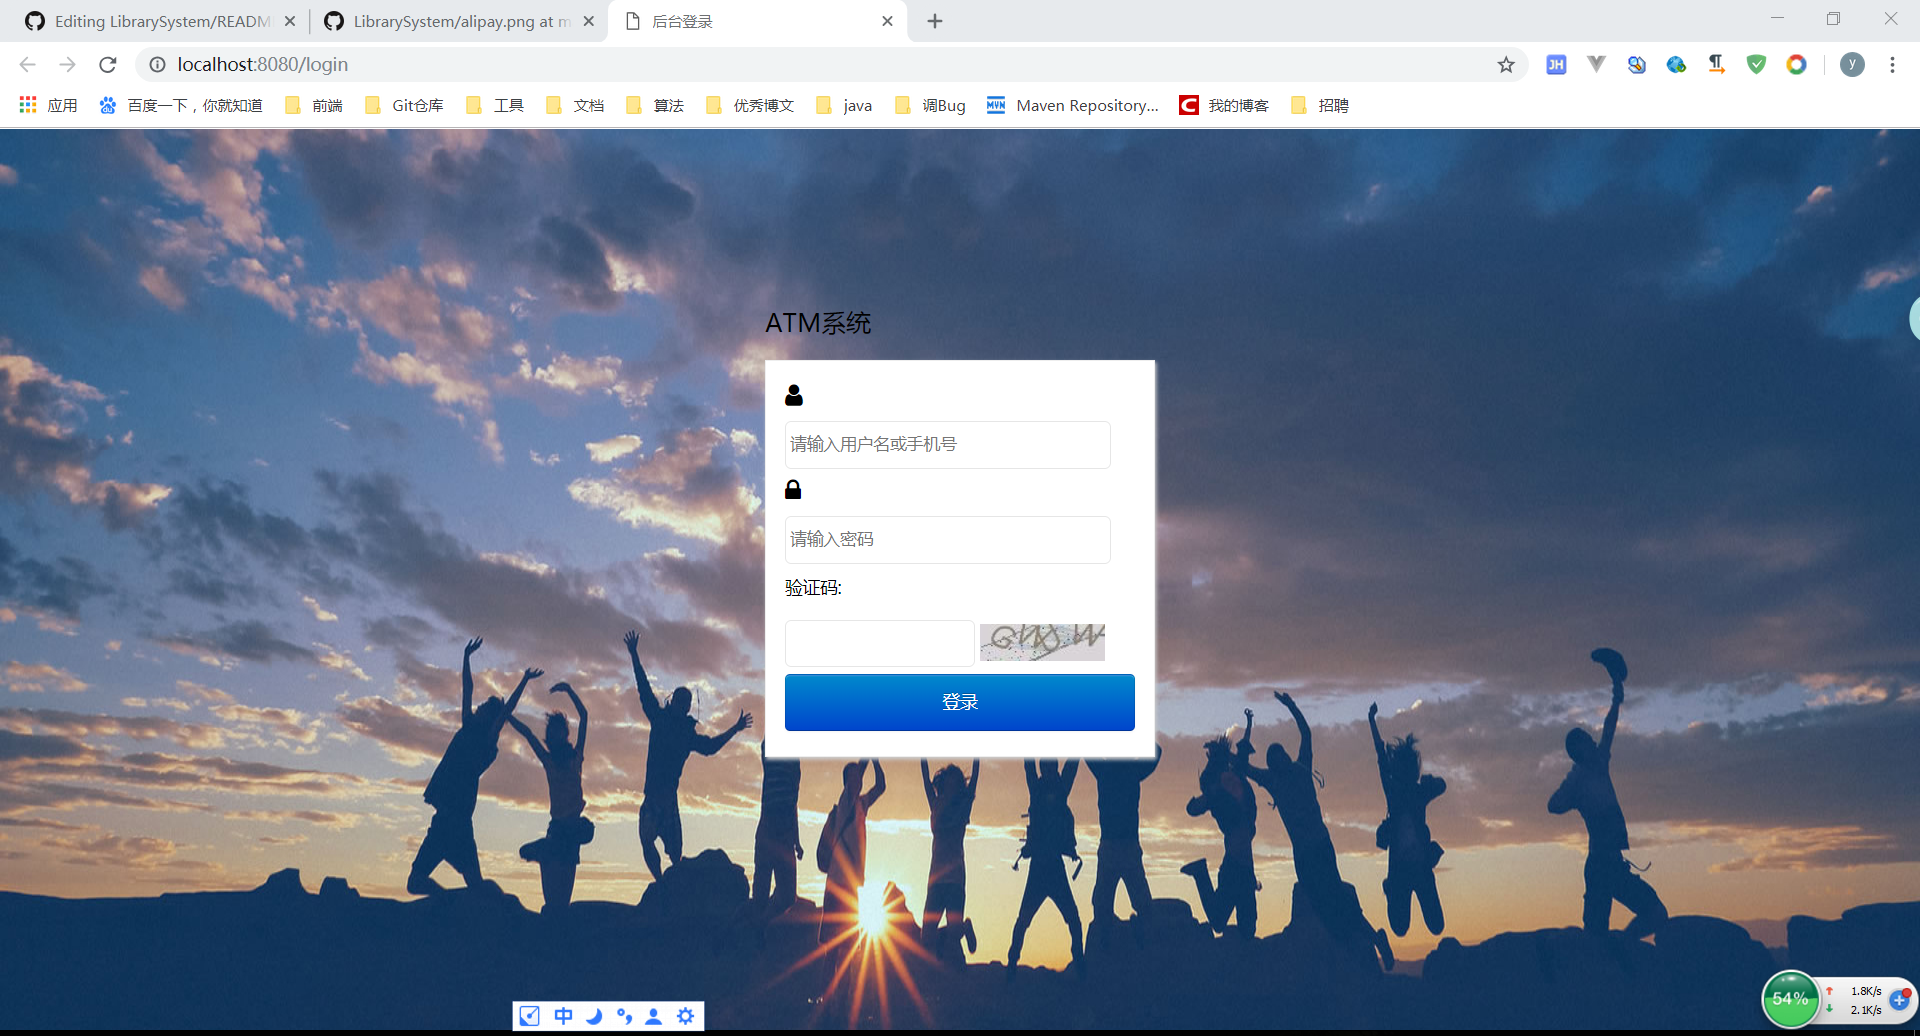 Editing LibrarySystem/READM
LibrarySystem/alipay.png at m
后台登录
localhost:8080/login
JH
y
应用
百度一下，你就知道
前端
Git仓库
工具
文档
算法
优秀博文
java
调Bug
MVN
Maven Repository...
C
我的博客
招聘
ATM系统
请输入用户名或手机号
请输入密码
验证码:
登录
中
54%
1.8K/s
2.1K/s